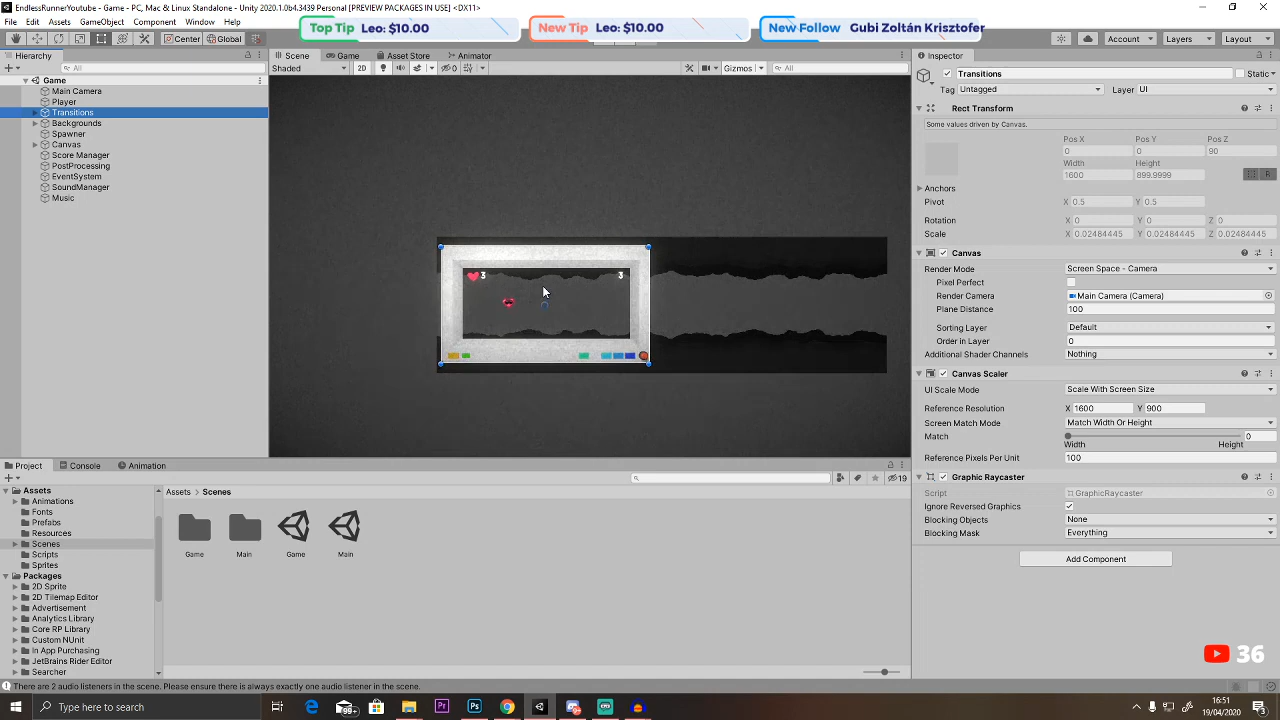 EndlessRunnerYoutube - Game - PC, Mac & Linux Standalone - Unity 2020.1.0b4.3439 Personal [PREVIEW PACKAGES IN USE] <DX11>
Top Tip Leo: $10.00
New Tip Leo: $10.00
New Follow Gubi Zoltán Krisztofer
File
Center Global
Account Layers Layout
Hierarchy
All
Game
Main Camera
Player
Transitions
Backgrounds
Spawner
Canvas
Score Manager
PostProcessing
EventSystem
SoundManager
Music
Scene Game Asset Store Animator
Shaded 2D 0 Gizmos All
3
3
Inspector
Transitions Static
Tag Untagged Layer UI
Rect Transform
Some values driven by Canvas.
Pos X Pos Y Pos Z
0 0 90
Width Height
1600 899.9999
R
Anchors
Pivot X 0.5 Y 0.5
Rotation X 0 Y 0 Z 0
Scale X 0.02484445 Y 0.02484445 Z 0.02484445
Canvas
Render Mode Screen Space - Camera
Pixel Perfect
Render Camera Main Camera (Camera)
Plane Distance 100
Sorting Layer Default
Order in Layer 0
Additional Shader Channels Nothing
Canvas Scaler
UI Scale Mode Scale With Screen Size
Reference Resolution X 1600 Y 900
Screen Match Mode Match Width Or Height
Match 0
Width Height
Reference Pixels Per Unit 100
Graphic Raycaster
Script GraphicRaycaster
Ignore Reversed Graphics
Blocking Objects None
Blocking Mask Everything
Add Component
Project Console Animation
19
Assets
Animations
Fonts
Prefabs
Resources
Scenes
Scripts
Sprites
Packages
2D Sprite
2D Tilemap Editor
Advertisement
Analytics Library
Core RP Library
Custom NUnit
In App Purchasing
JetBrains Rider Editor
Searcher
Assets > Scenes
Game Main Game Main
36
There are 2 audio listeners in the scene. Please ensure there is always exactly one audio listener in the scene.
Type here to search
99+
16:51
19/04/2020